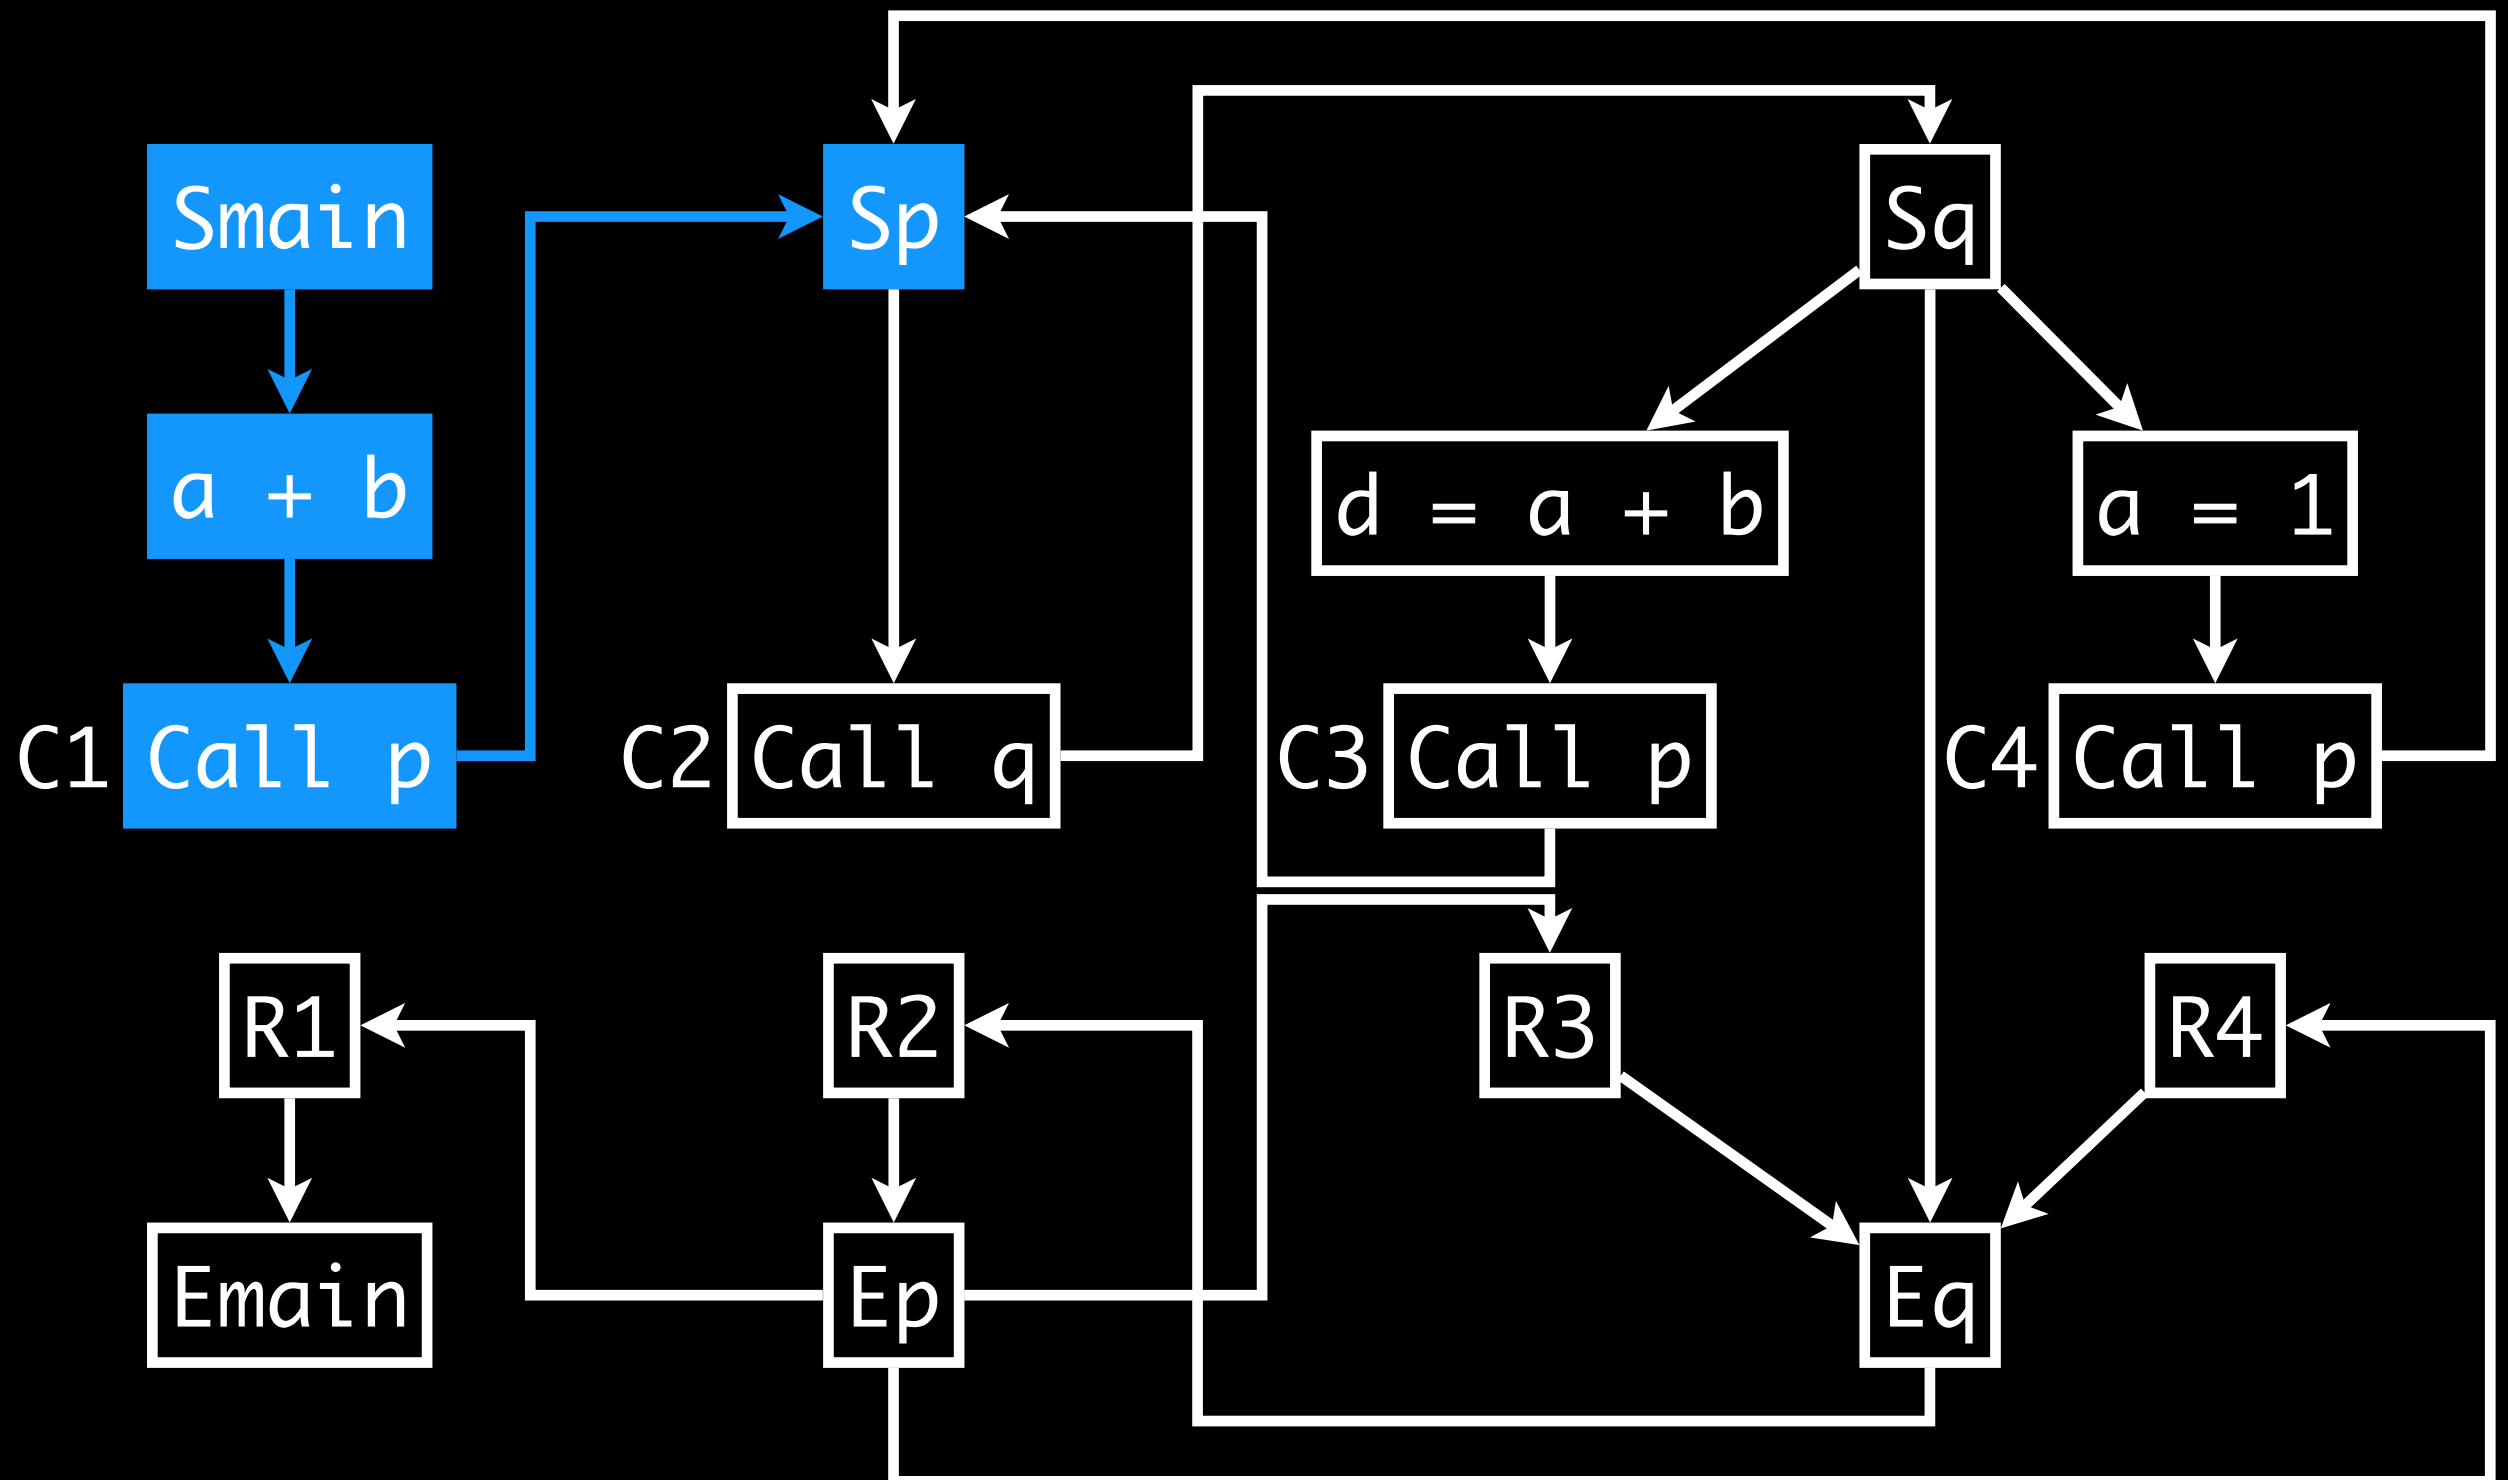 Smain
Sp
Sq
a + b
d = a + b
a = 1
C1 Call p
C2 Call q
C3 Call p
C4 Call p
R1
R2
R3
R4
Emain
Ep
Eq